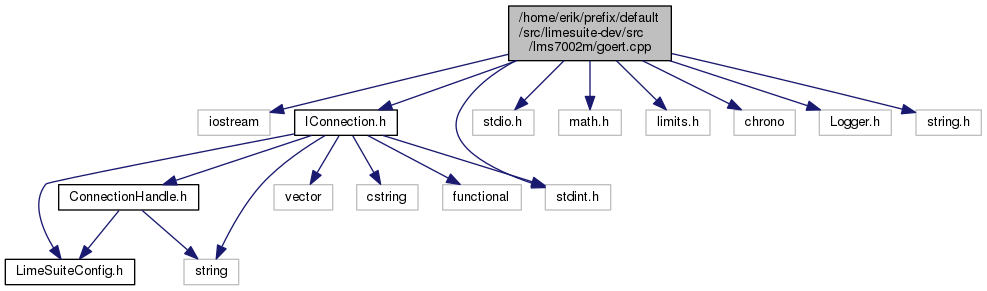 /home/erik/prefix/default
/src/limesuite-dev/src
/lms7002m/goert.cpp
iostream
IConnection.h
stdio.h
math.h
limits.h
chrono
Logger.h
string.h
ConnectionHandle.h
vector
cstring
functional
stdint.h
LimeSuiteConfig.h
string